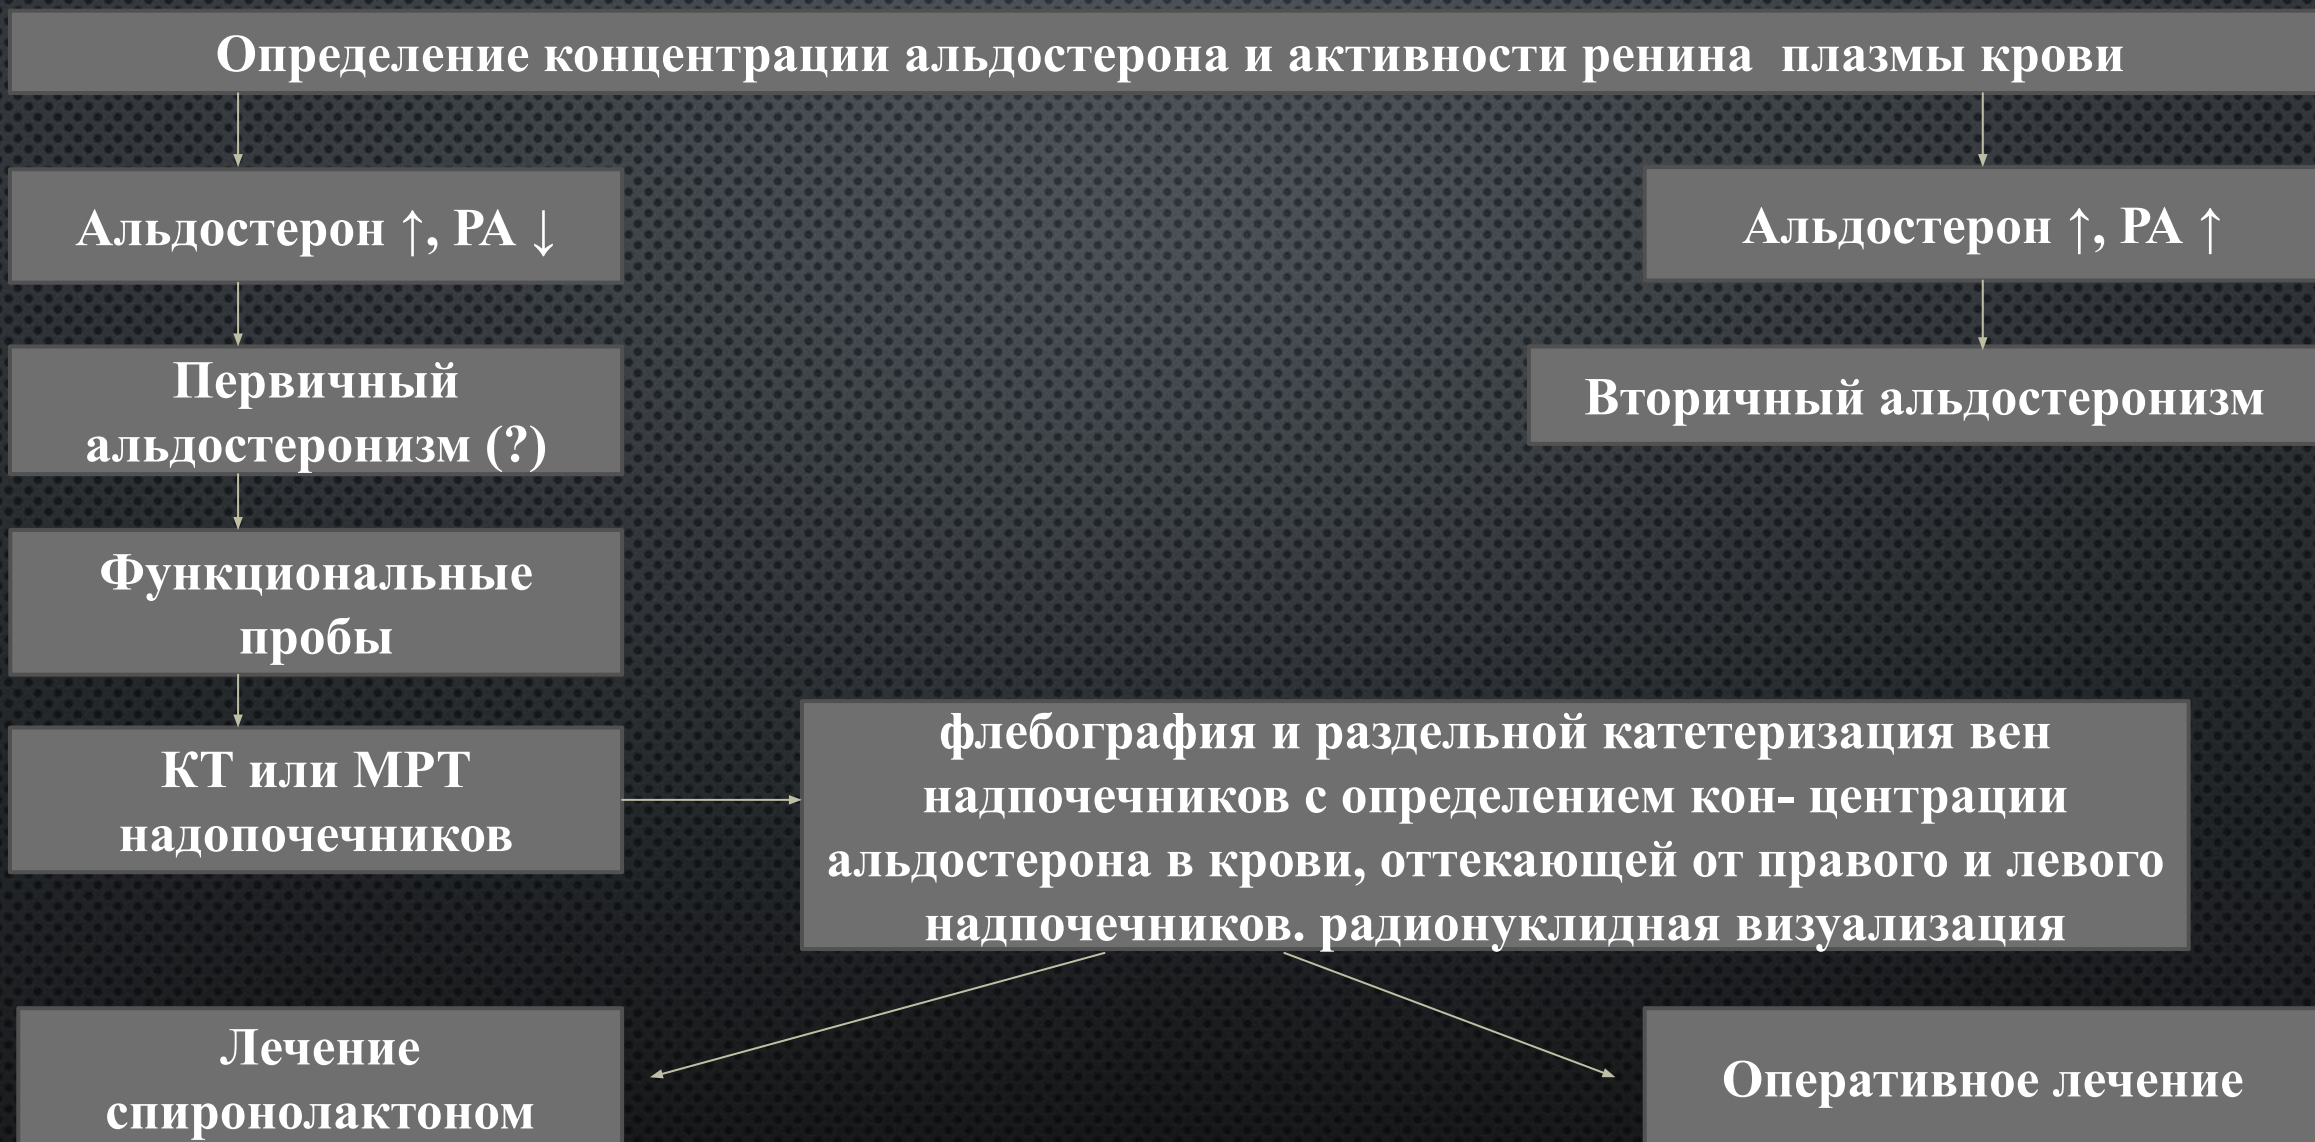 Определение концентрации альдостерона и активности ренина плазмы крови
Альдостерон ↑, РА ↓
Альдостерон ↑, РА ↑
Первичный
альдостеронизм (?)
Вторичный альдостеронизм
Функциональные
пробы
КТ или МРТ
надопочечников
флебография и раздельной катетеризация вен
надпочечников с определением кон- центрации
альдостерона в крови, оттекающей от правого и левого
надпочечников. радионуклидная визуализация
Лечение
спиронолактоном
Оперативное лечение